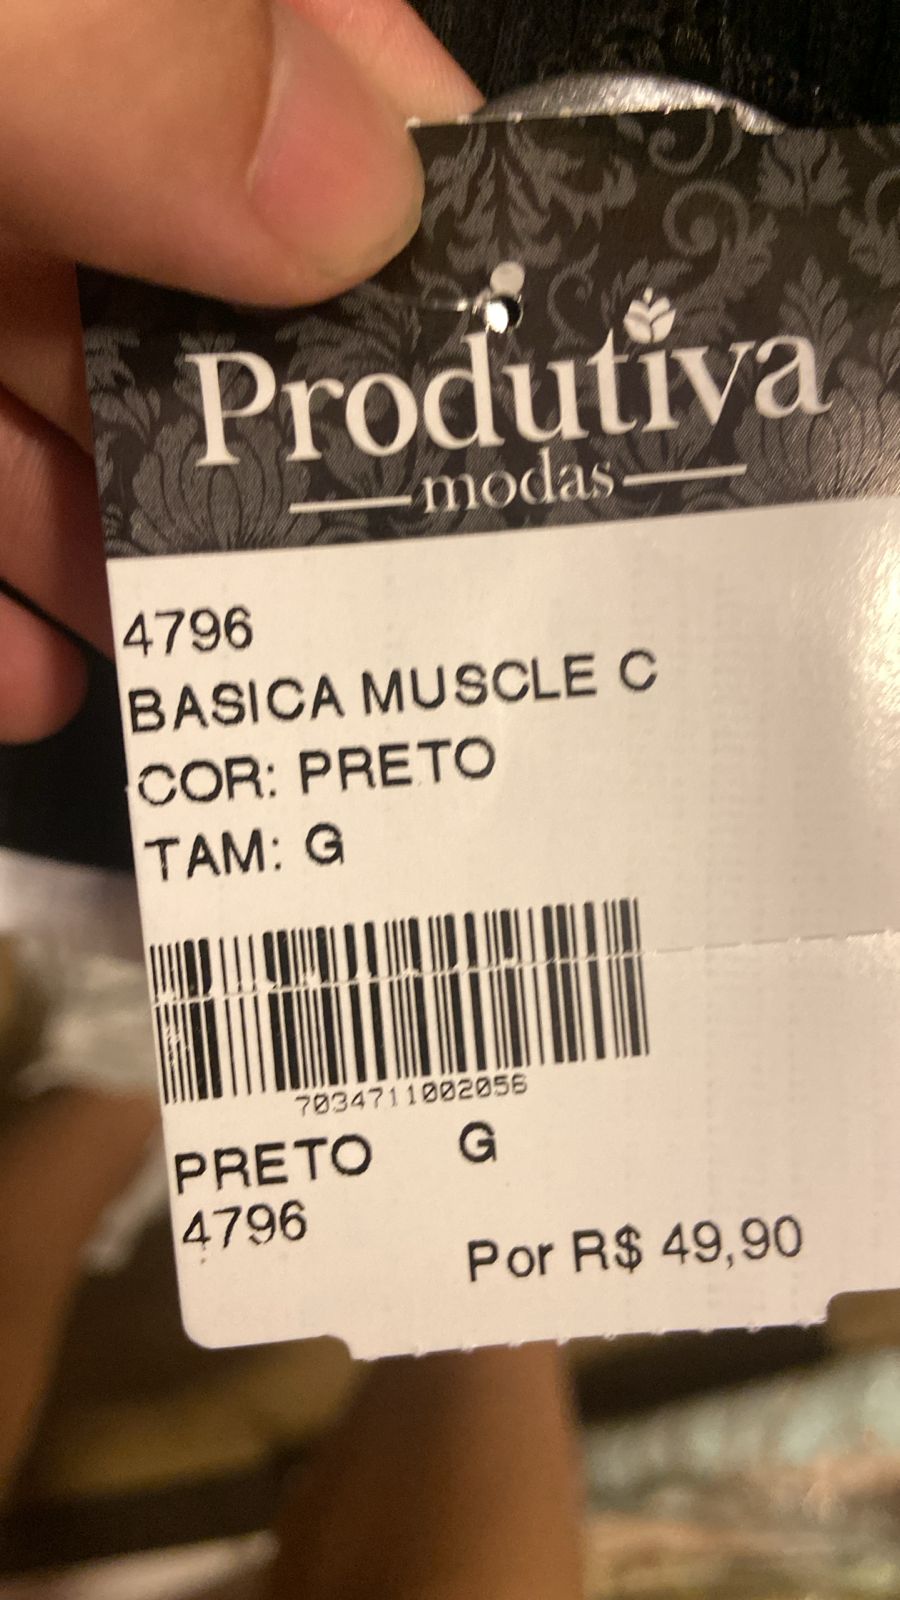 Produtiva
modas
4796
BASICA MUSCLE C
COR: PRETO
TAM: G
7034711002056
PRETO G
4796
Por R$ 49,90